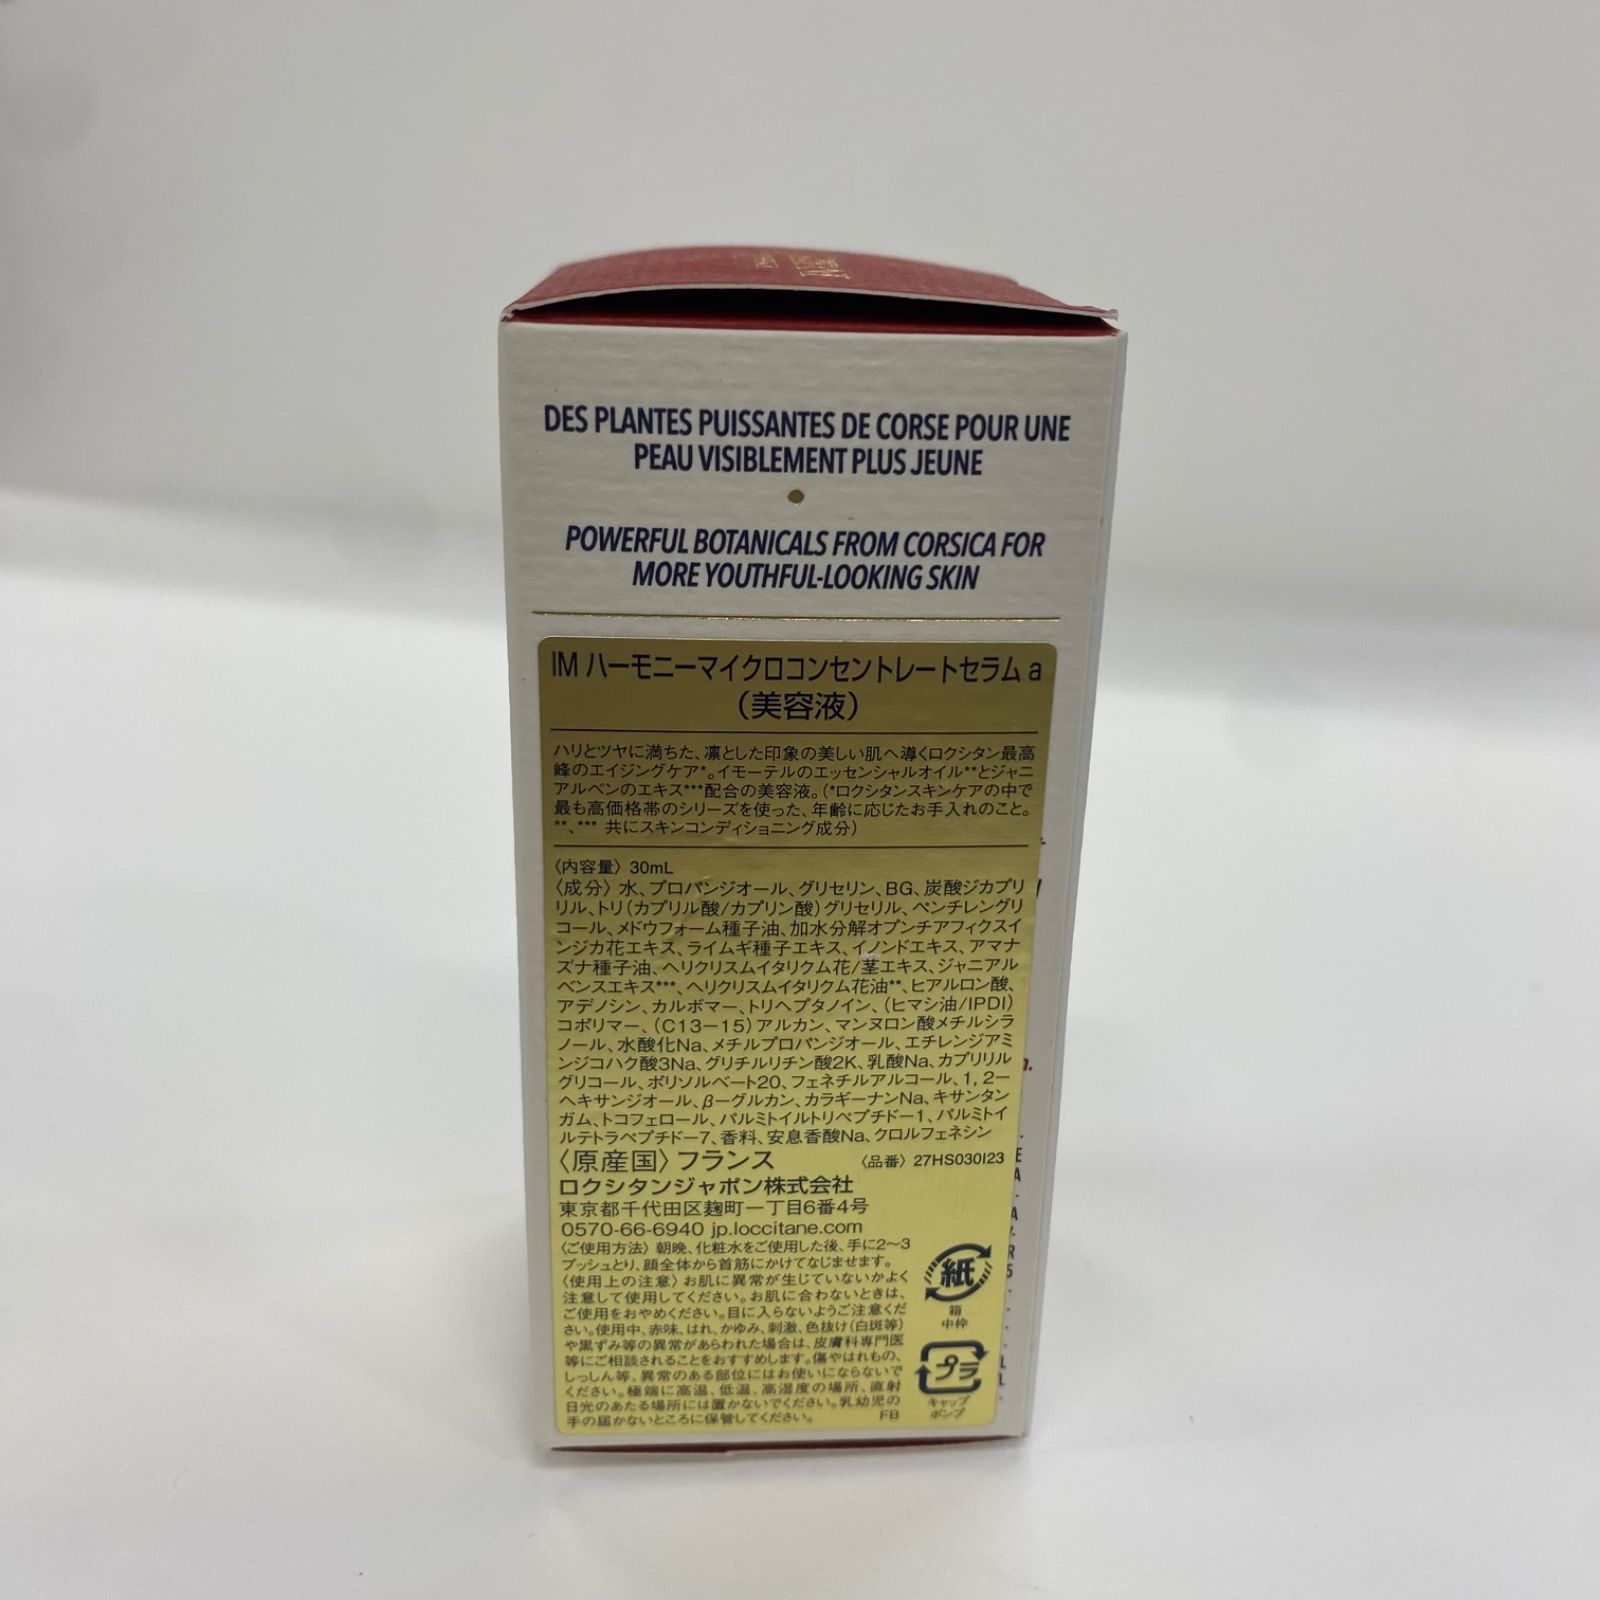 DES PLANTES PUISSANTES DE CORSE POUR UNE
PEAU VISIBLEMENT PLUS JEUNE
POWERFUL BOTANICALS FROM CORSICA FOR
MORE YOUTHFUL-LOOKING SKIN
IM ハーモニーマイクロコンセントレートセラム a
（美容液）
ハリとツヤに満ちた、凛とした印象の美しい肌へ導くロクシタン最高
峰のエイジングケア*。イモーテルのエッセンシャルオイル**とジャニ
アルベンのエキス***配合の美容液。（*ロクシタンスキンケアの中で
最も高価格帯のシリーズを使った、年齢に応じたお手入れのこと。
**、*** 共にスキンコンディショニング成分）
〈内容量〉 30mL
〈成分〉 水、プロパンジオール、グリセリン、BG、炭酸ジカプリ
リル、トリ（カプリル酸/カプリン酸）グリセリル、ペンチレングリ
コール、メドウフォーム種子油、加水分解オプンチアフィクスイ
ンジカ花エキス、ライムギ種子エキス、イノンドエキス、アマナ
ズナ種子油、ヘリクリスムイタリクム花/茎エキス、ジャニアル
ベンスエキス***、ヘリクリスムイタリクム花油**、ヒアルロン酸、
アデノシン、カルボマー、トリヘプタノイン、（ヒマシ油/IPDI）
コポリマー、（C13－15）アルカン、マンヌロン酸メチルシラ
ノール、水酸化Na、メチルプロパンジオール、エチレンジアミ
ンジコハク酸3Na、グリチルリチン酸2K、乳酸Na、カプリリル
グリコール、ポリソルベート20、フェネチルアルコール、1, 2－
ヘキサンジオール、βーグルカン、カラギーナンNa、キサンタン
ガム、トコフェロール、パルミトイルトリペプチドー1、パルミトイ
ルテトラペプチドー7、香料、安息香酸Na、クロルフェネシン
〈原産国〉 フランス 〈品番〉 27HS030I23
ロクシタンジャポン株式会社
東京都千代田区麹町一丁目6番4号
0570-66-6940 jp.loccitane.com
〈ご使用方法〉 朝晩、化粧水をご使用した後、手に2～3
プッシュとり、顔全体から首筋にかけてなじませます。
〈使用上の注意〉 お肌に異常が生じていないかよく
注意して使用してください。お肌に合わないときは、
ご使用をおやめください。目に入らないようご注意くだ
さい。使用中、赤味、はれ、かゆみ、刺激、色抜け（白斑等）
や黒ずみ等の異常があらわれた場合は、皮膚科専門医
等にご相談されることをおすすめします。傷やはれもの、
しっしん等、異常のある部位にはお使いにならないで
ください。極端に高温、低温、高湿度の場所、直射
日光のあたる場所には置かないでください。乳幼児の
手の届かないところに保管してください。 FB
紙
箱
中枠
プラ
キャップ
ポンプ